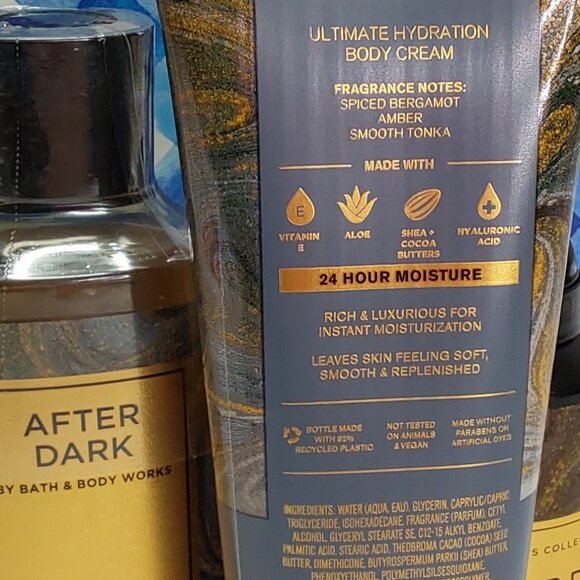 ULTIMATE HYDRATION
BODY CREAM
FRAGRANCE NOTES:
SPICED BERGAMOT
AMBER
SMOOTH TONKA
MADE WITH
E
VITAMIN
E
ALOE
SHEA +
COCOA
BUTTERS
HYALURONIC
ACID
24 HOUR MOISTURE
RICH & LUXURIOUS FOR
INSTANT MOISTURIZATION
LEAVES SKIN FEELING SOFT,
SMOOTH & REPLENISHED
BOTTLE MADE
WITH 82%
RECYCLED PLASTIC
NOT TESTED
ON ANIMALS
& VEGAN
MADE WITHOUT
PARABENS OR
ARTIFICIAL DYES
INGREDIENTS: WATER (AQUA, EAU), GLYCERIN, CAPRYLIC/CAPRIC
TRIGLYCERIDE, ISOHEXADECANE, FRAGRANCE (PARFUM), CETYL
ALCOHOL, GLYCERYL STEARATE SE, C12-15 ALKYL BENZOATE,
PALMITIC ACID, STEARIC ACID, THEOBROMA CACAO (COCOA) SEED
BUTTER, DIMETHICONE, BUTYROSPERMUM PARKII (SHEA) BUTTER,
PHENOXYETHANOL, POLYMETHYLSILSESQUIOXANE,
AFTER
DARK
BY BATH & BODY WORKS